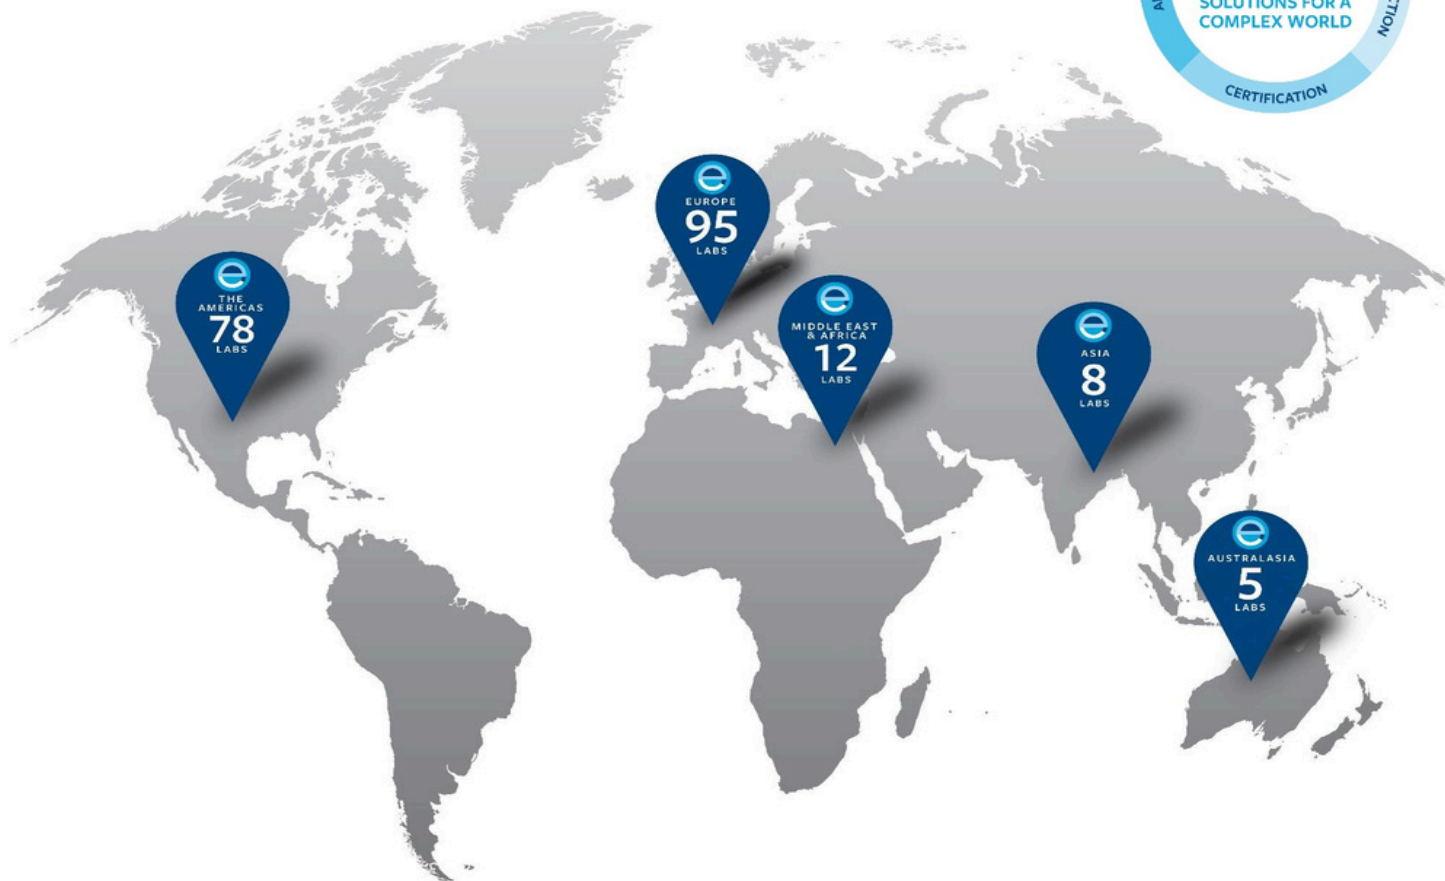 SOLUTIONS FOR A
COMPLEX WORLD
CERTIFICATION
EUROPE
95
LABS
THE
AMERICAS
78
LABS
MIDDLE EAST
& AFRICA
12
LABS
ASIA
8
LABS
AUSTRALASIA
5
LABS